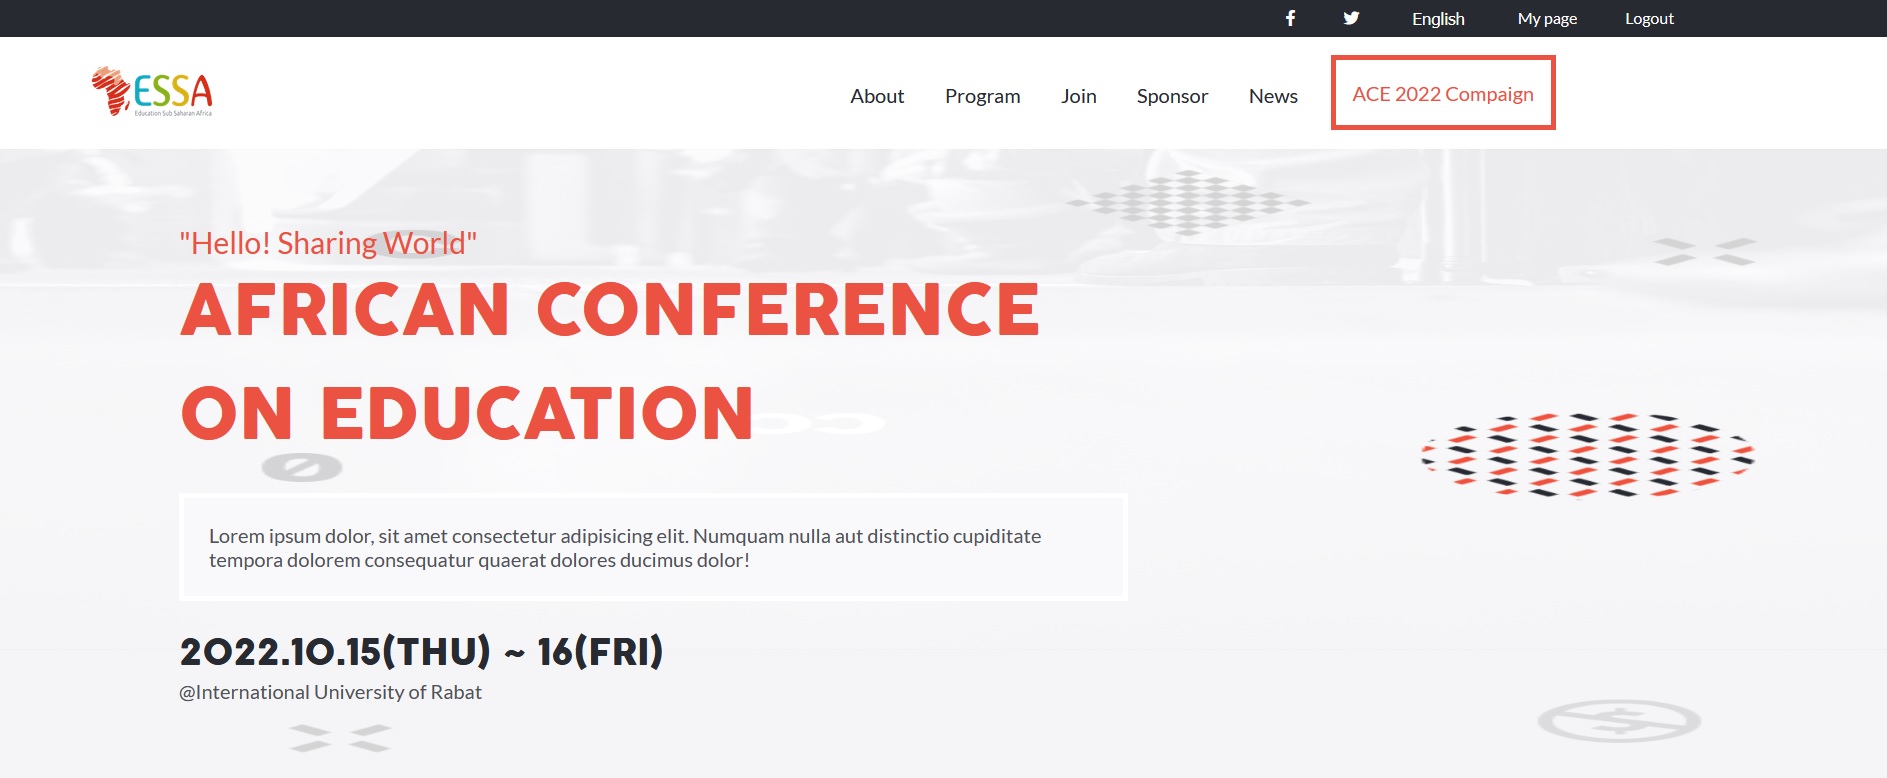 English My page Logout
ESSA
Education Sub Saharan Africa
About Program Join Sponsor News ACE 2022 Compaign
"Hello! Sharing World"
AFRICAN CONFERENCE
ON EDUCATION
Lorem ipsum dolor, sit amet consectetur adipisicing elit. Numquam nulla aut distinctio cupiditate
tempora dolorem consequatur quaerat dolores ducimus dolor!
2022.10.15(THU) ~ 16(FRI)
@International University of Rabat